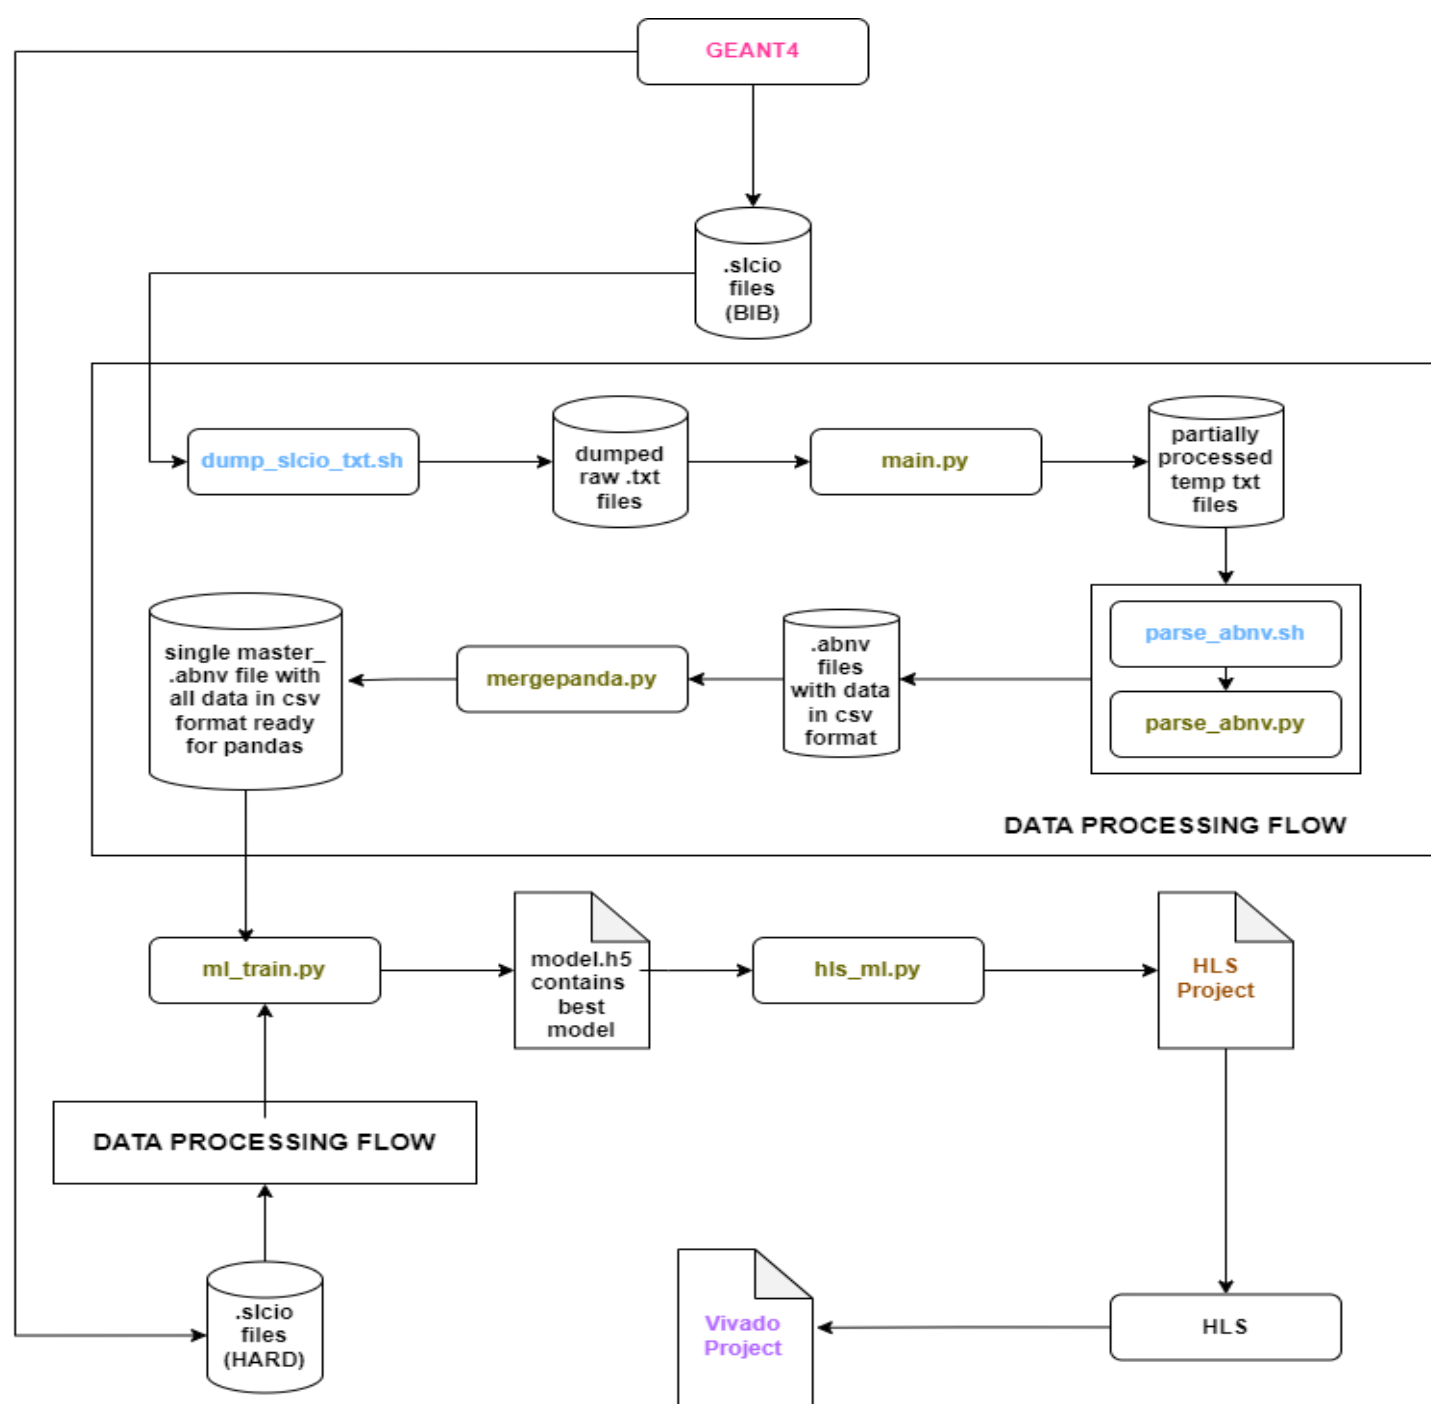 GEANT4
.slcio
files
(BIB)
dump_slcio_txt.sh
dumped
raw .txt
files
main.py
partially
processed
temp txt
files
single master_
.abnv file with
all data in csv
format ready
for pandas
mergepanda.py
.abnv
files
with data
in csv
format
parse_abnv.sh
parse_abnv.py
DATA PROCESSING FLOW
ml_train.py
model.h5
contains
best
model
hls_ml.py
HLS
Project
DATA PROCESSING FLOW
.slcio
files
(HARD)
Vivado
Project
HLS